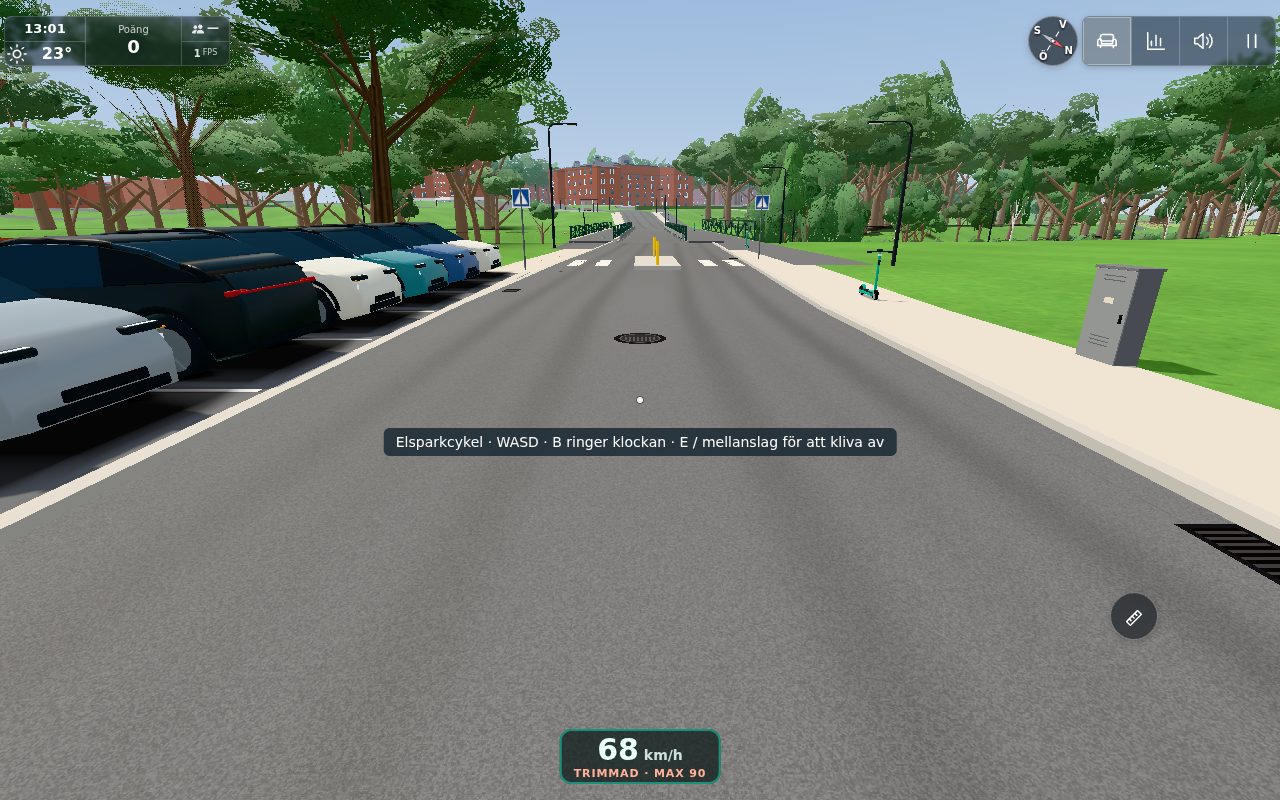 13:01
23°
Poäng
0
1 FPS
V
S
N
O
Elsparkcykel · WASD · B ringer klockan · E / mellanslag för att kliva av
68 km/h
TRIMMAD · MAX 90